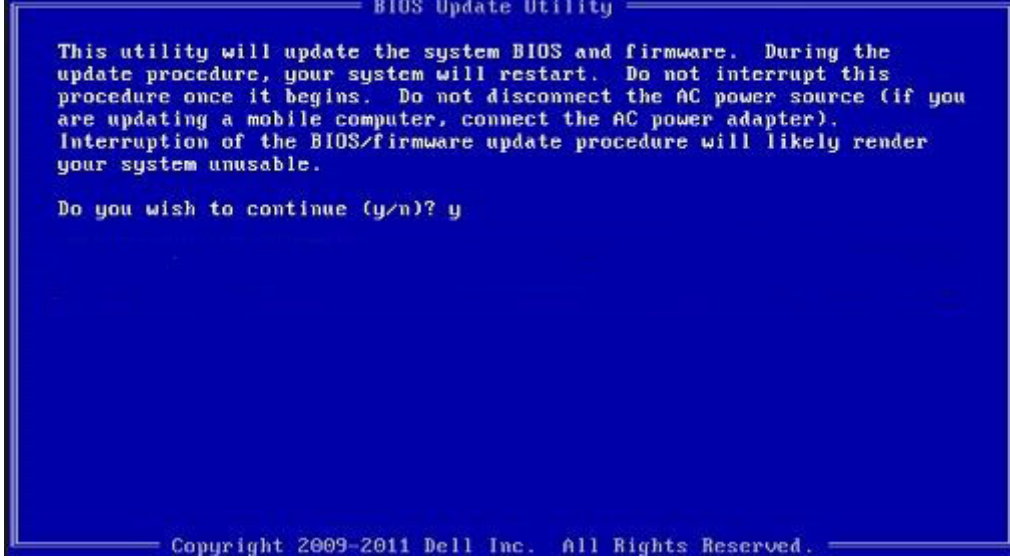 BIOS Update Utility
This utility will update the system BIOS and firmware. During the
update procedure, your system will restart. Do not interrupt this
procedure once it begins. Do not disconnect the AC power source (if you
are updating a mobile computer, connect the AC power adapter).
Interruption of the BIOS/firmware update procedure will likely render
your system unusable.
Do you wish to continue (y/n)? y
Copyright 2009-2011 Dell Inc. All Rights Reserved.